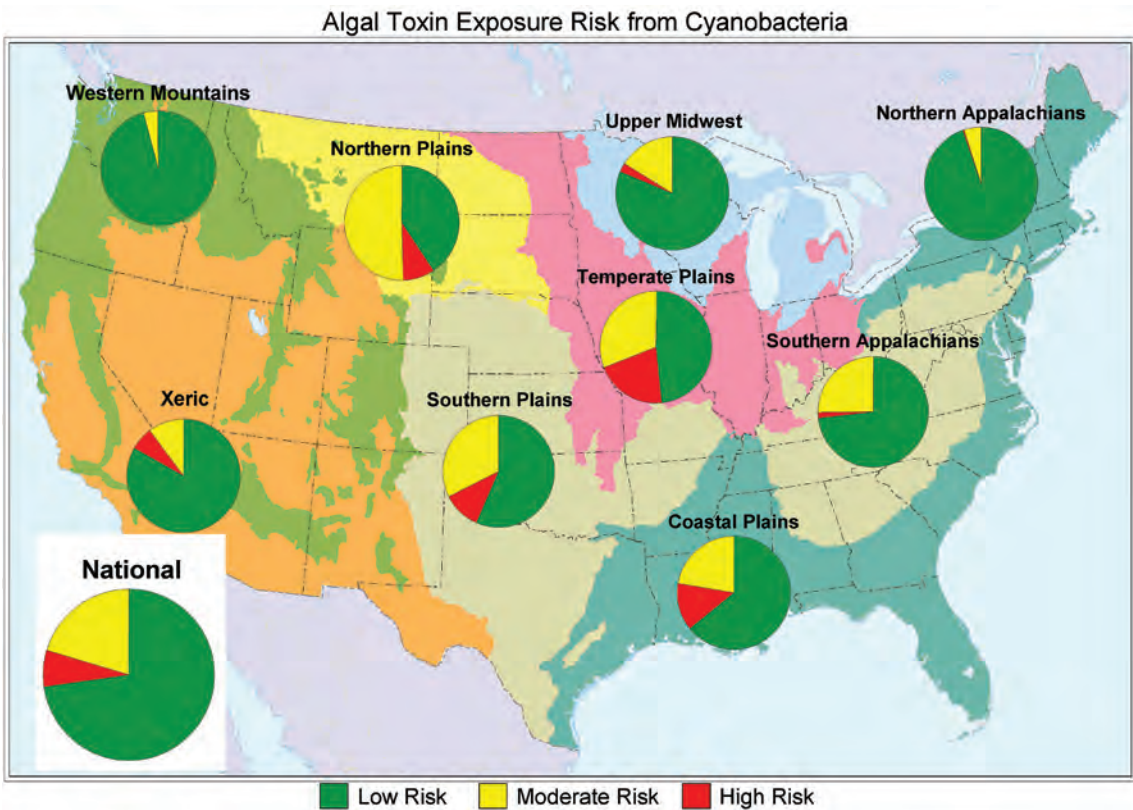 Algal Toxin Exposure Risk from Cyanobacteria
Western Mountains
Northern Plains
Upper Midwest
Northern Appalachians
Temperate Plains
Southern Appalachians
Xeric
Southern Plains
Coastal Plains
National
Low Risk
Moderate Risk
High Risk